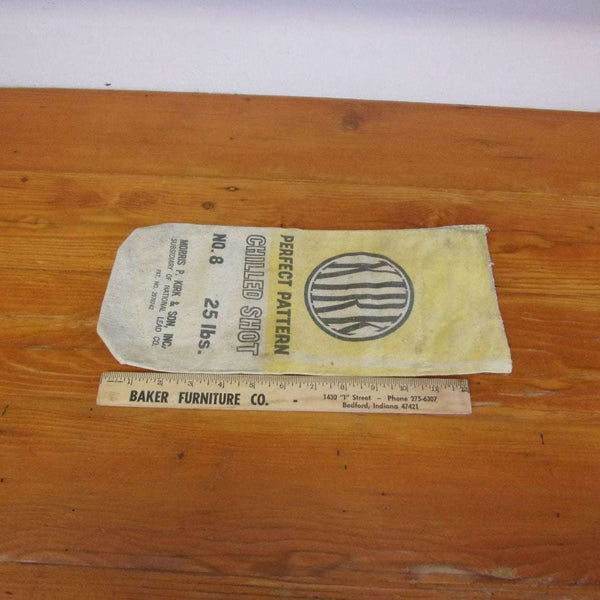 KIRK
PERFECT PATTERN
CHILLED SHOT
NO. 8 25 lbs.
MORRIS P. KIRK & SON, INC.
SUBSIDIARY OF NATIONAL LEAD CO.
BAKER FURNITURE CO. - 1430 "I" Street - Phone 275-6307
Bedford, Indiana 47421